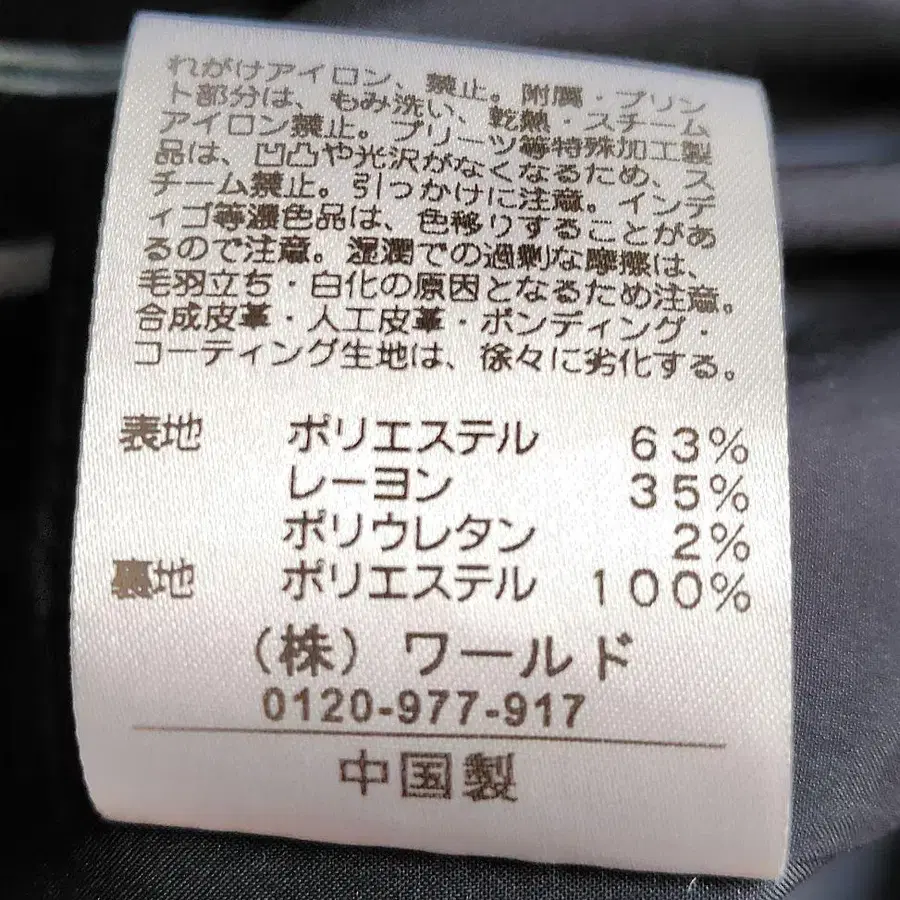 れがけアイロン、禁止。附属・プリン
ト部分は、もみ洗い、乾熱・スチーム
アイロン禁止。プリーツ等特殊加工製
品は、凹凸や光沢がなくなるため、ス
チーム禁止。引っかけに注意。インデ
ィゴ等濃色品は、色移りすることがあ
るので注意。湿潤での過剰な摩擦は、
毛羽立ち・白化の原因となるため注意。
合成皮革・人工皮革・ボンディング・
コーティング生地は、徐々に劣化する。
表地 ポリエステル 63%
レーヨン 35%
ポリウレタン 2%
裏地 ポリエステル 100%
(株) ワールド
0120-977-917
中国製